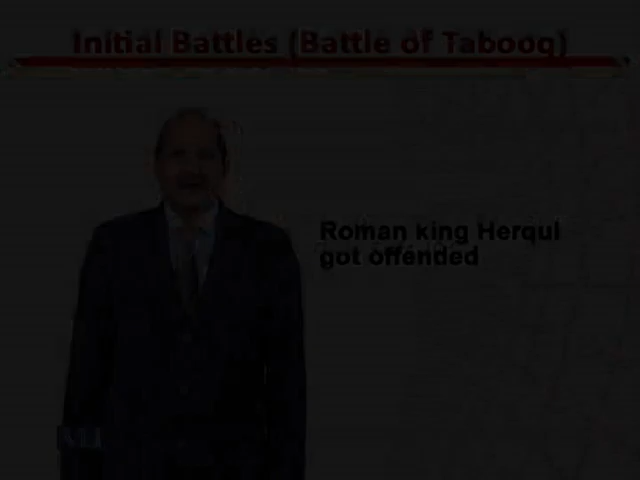 Initial Battles (Battle of Tabooq)
Roman king Herqul
got offended